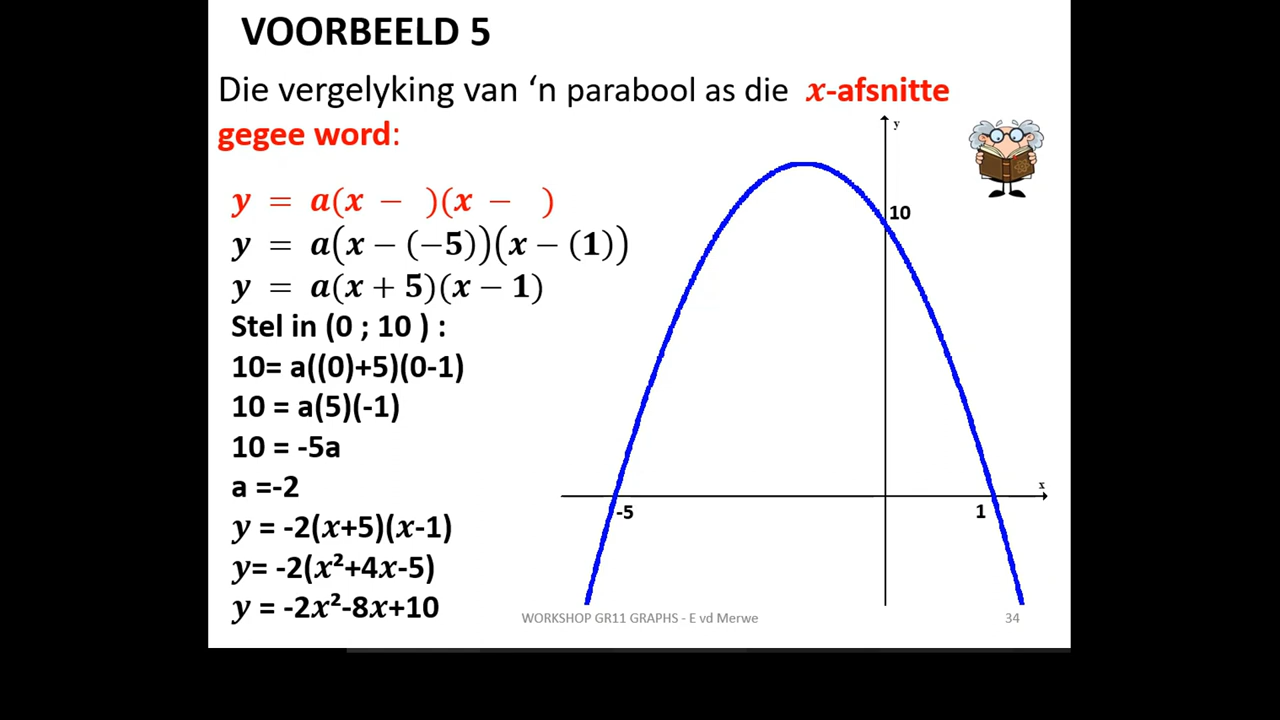 VOORBEELD 5
Die vergelyking van ‘n parabool as die x-afsnitte
gegee word:
y = a(x − )(x − )
y = a(x − (−5))(x − (1))
y = a(x + 5)(x − 1)
Stel in (0 ; 10 ) :
10= a((0)+5)(0-1)
10 = a(5)(-1)
10 = -5a
a =-2
y = -2(x+5)(x-1)
y= -2(x²+4x-5)
y = -2x²-8x+10
y
10
x
-5
1
WORKSHOP GR11 GRAPHS - E vd Merwe
34